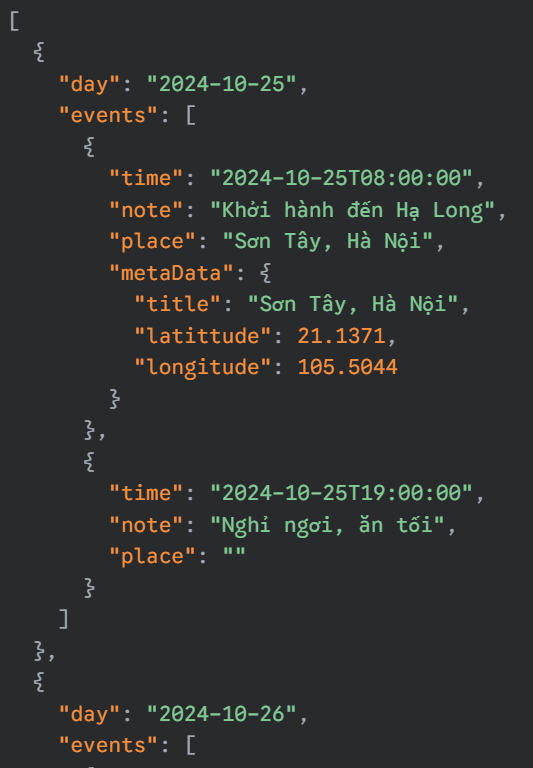 [
{
"day": "2024-10-25",
"events": [
{
"time": "2024-10-25T08:00:00",
"note": "Khởi hành đến Hạ Long",
"place": "Sơn Tây, Hà Nội",
"metaData": {
"title": "Sơn Tây, Hà Nội",
"latittude": 21.1371,
"longitude": 105.5044
}
},
{
"time": "2024-10-25T19:00:00",
"note": "Nghỉ ngơi, ăn tối",
"place": ""
}
]
},
{
"day": "2024-10-26",
"events": [